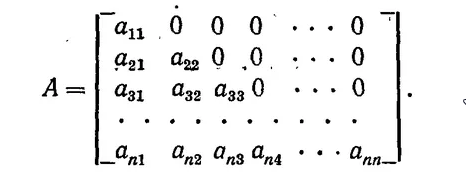 a₁₁ 0 0 0 · · · 0
a₂₁ a₂₂ 0 0 · · · 0
A = a₃₁ a₃₂ a₃₃ 0 · · · 0 .
· · · · · · · · · · ·
aₙ₁ aₙ₂ aₙ₃ aₙ₄ · · · aₙₙ